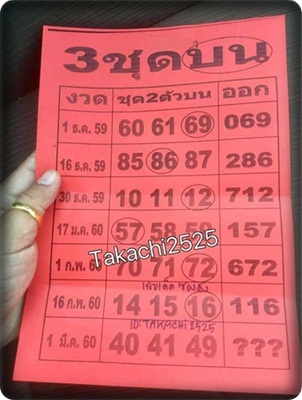 3ชุดบน
งวด ชุด2ตัวบน ออก
1 ธ.ค. 59 60 61 69 069
16 ธ.ค. 59 85 86 87 286
30 ธ.ค. 59 10 11 12 712
17 ม.ค. 60 57 58 59 157
Takachi2525
1 ก.พ. 60 70 71 72 672
16 ก.พ. 60 14 15 16 116
ID:TAKACHI2525
1 มี.ค. 60 40 41 49 ???